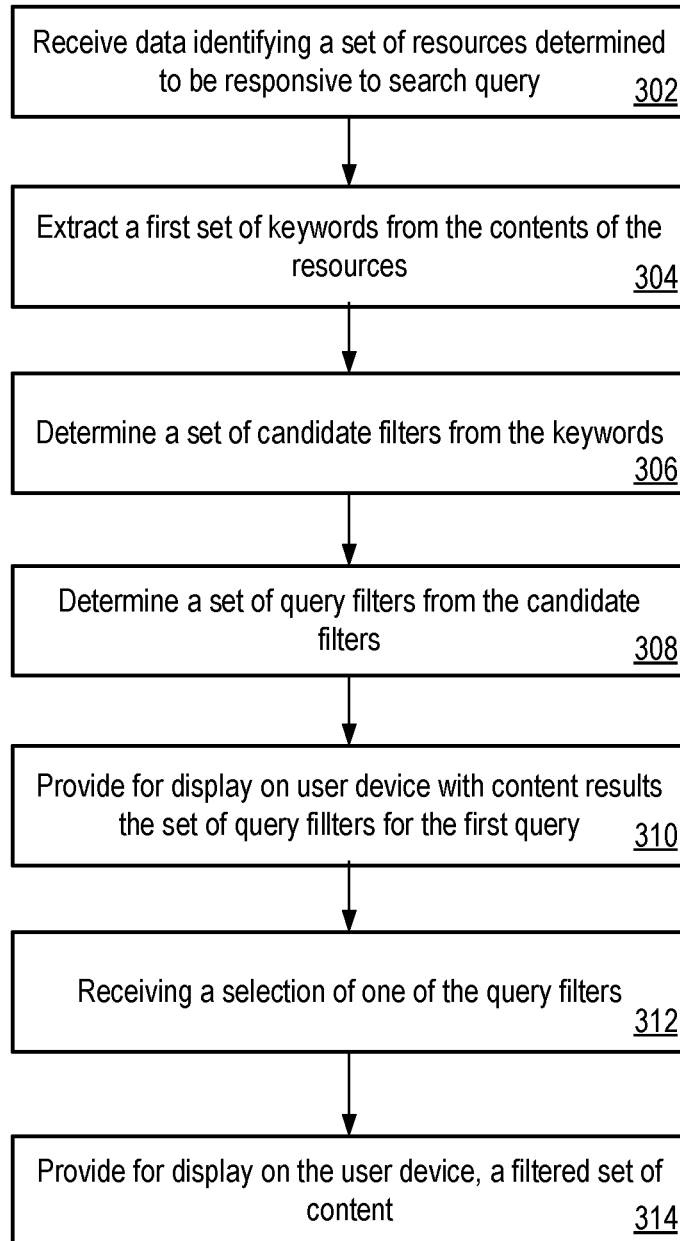 Receive data identifying a set of resources determined
to be responsive to search query
302
Extract a first set of keywords from the contents of the
resources
304
Determine a set of candidate filters from the keywords
306
Determine a set of query filters from the candidate
filters
308
Provide for display on user device with content results
the set of query fillters for the first query
310
Receiving a selection of one of the query filters
312
Provide for display on the user device, a filtered set of
content
314